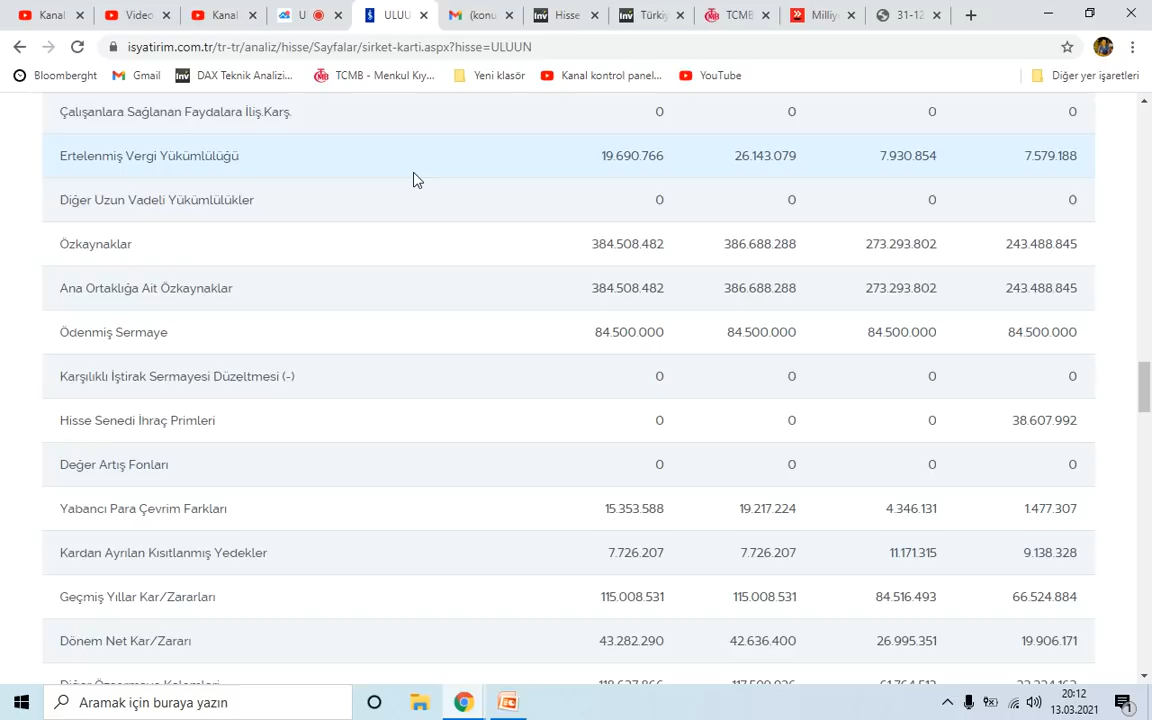 Kanal
Video
Kanal
U
ULUU
(konu
Hisse
Türkiy
TCMB
Milliy
31-12
isyatirim.com.tr/tr-tr/analiz/hisse/Sayfalar/sirket-karti.aspx?hisse=ULUUN
Bloomberght
Gmail
DAX Teknik Analizi...
TCMB - Menkul Kıy...
Yeni klasör
Kanal kontrol panel...
YouTube
Diğer yer işaretleri
Çalışanlara Sağlanan Faydalara İliş.Karş. 0 0 0 0
Ertelenmiş Vergi Yükümlülüğü 19.690.766 26.143.079 7.930.854 7.579.188
Diğer Uzun Vadeli Yükümlülükler 0 0 0 0
Özkaynaklar 384.508.482 386.688.288 273.293.802 243.488.845
Ana Ortaklığa Ait Özkaynaklar 384.508.482 386.688.288 273.293.802 243.488.845
Ödenmiş Sermaye 84.500.000 84.500.000 84.500.000 84.500.000
Karşılıklı İştirak Sermayesi Düzeltmesi (-) 0 0 0 0
Hisse Senedi İhraç Primleri 0 0 0 38.607.992
Değer Artış Fonları 0 0 0 0
Yabancı Para Çevrim Farkları 15.353.588 19.217.224 4.346.131 1.477.307
Kardan Ayrılan Kısıtlanmış Yedekler 7.726.207 7.726.207 11.171.315 9.138.328
Geçmiş Yıllar Kar/Zararları 115.008.531 115.008.531 84.516.493 66.524.884
Dönem Net Kar/Zararı 43.282.290 42.636.400 26.995.351 19.906.171
Aramak için buraya yazın
20:12
13.03.2021
1